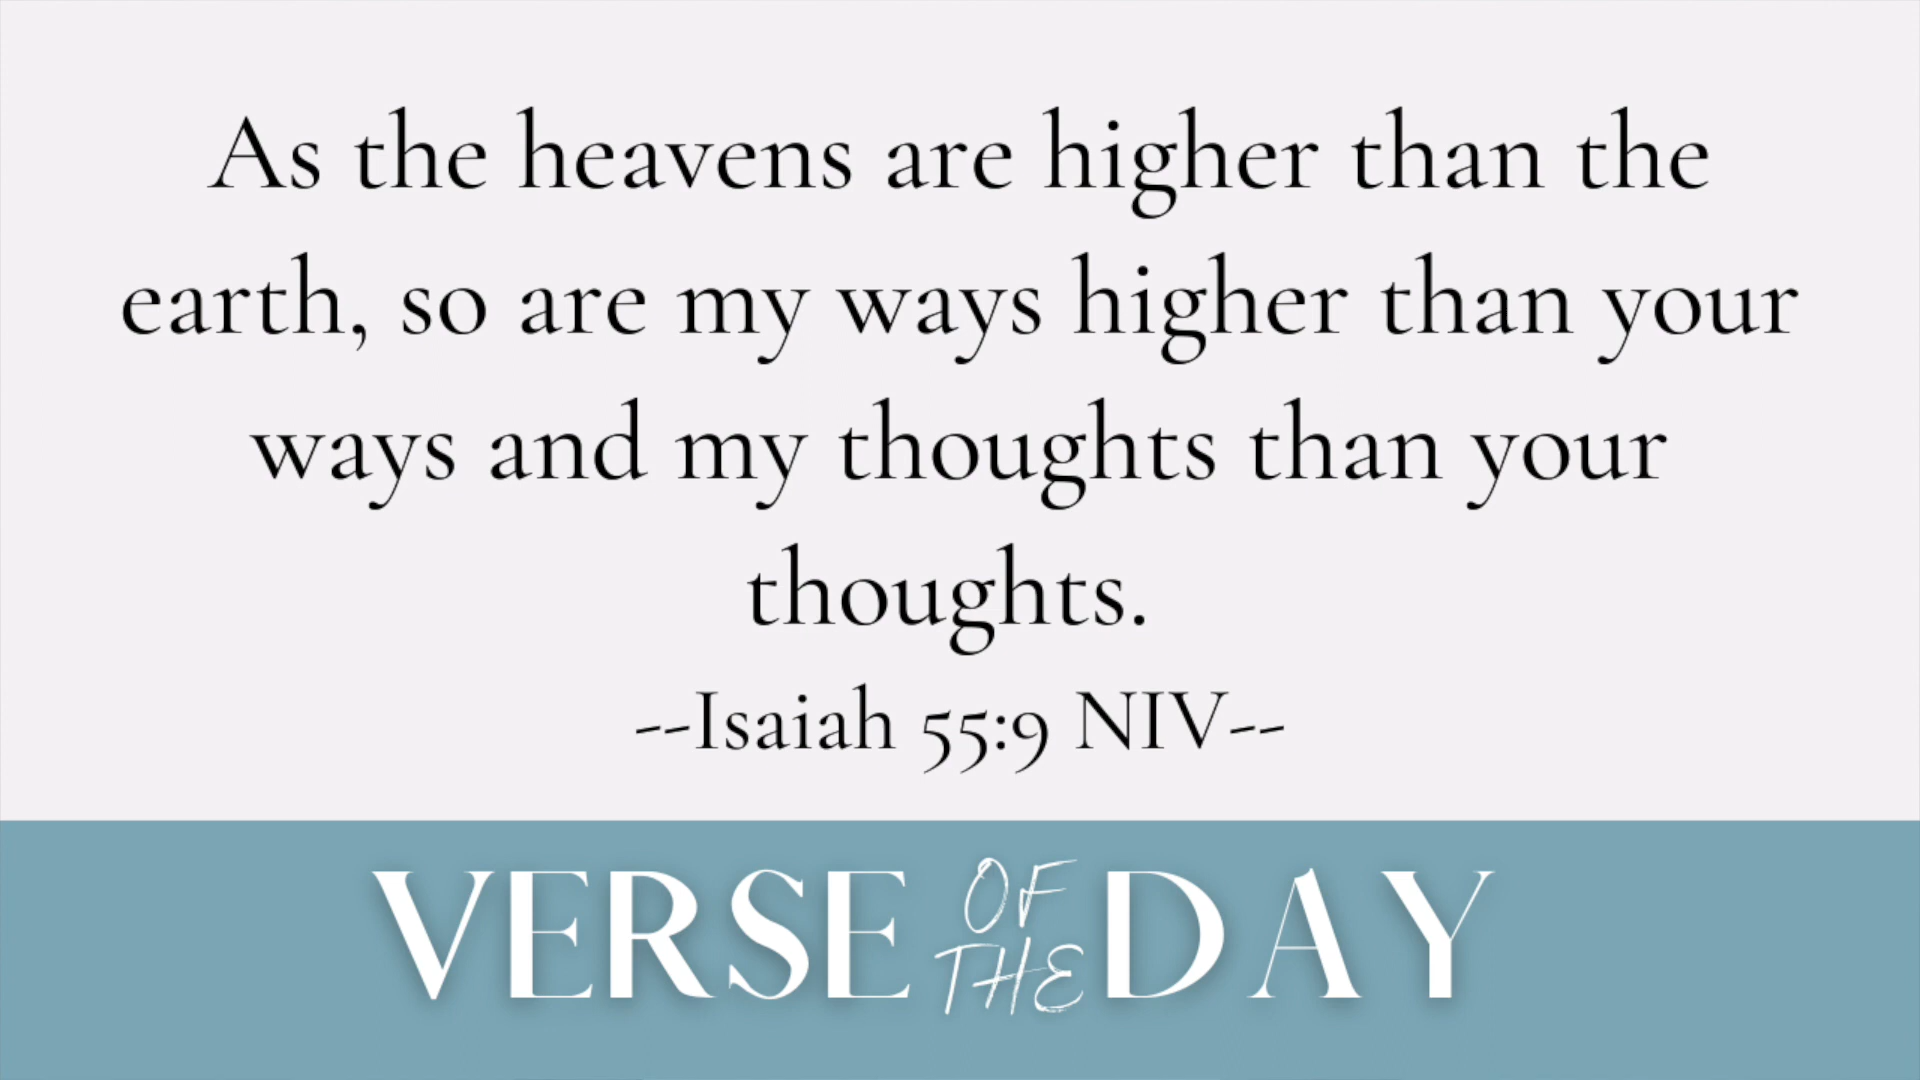 As the heavens are higher than the
earth, so are my ways higher than your
ways and my thoughts than your
thoughts.
--Isaiah 55:9 NIV--
VERSE OF THE DAY